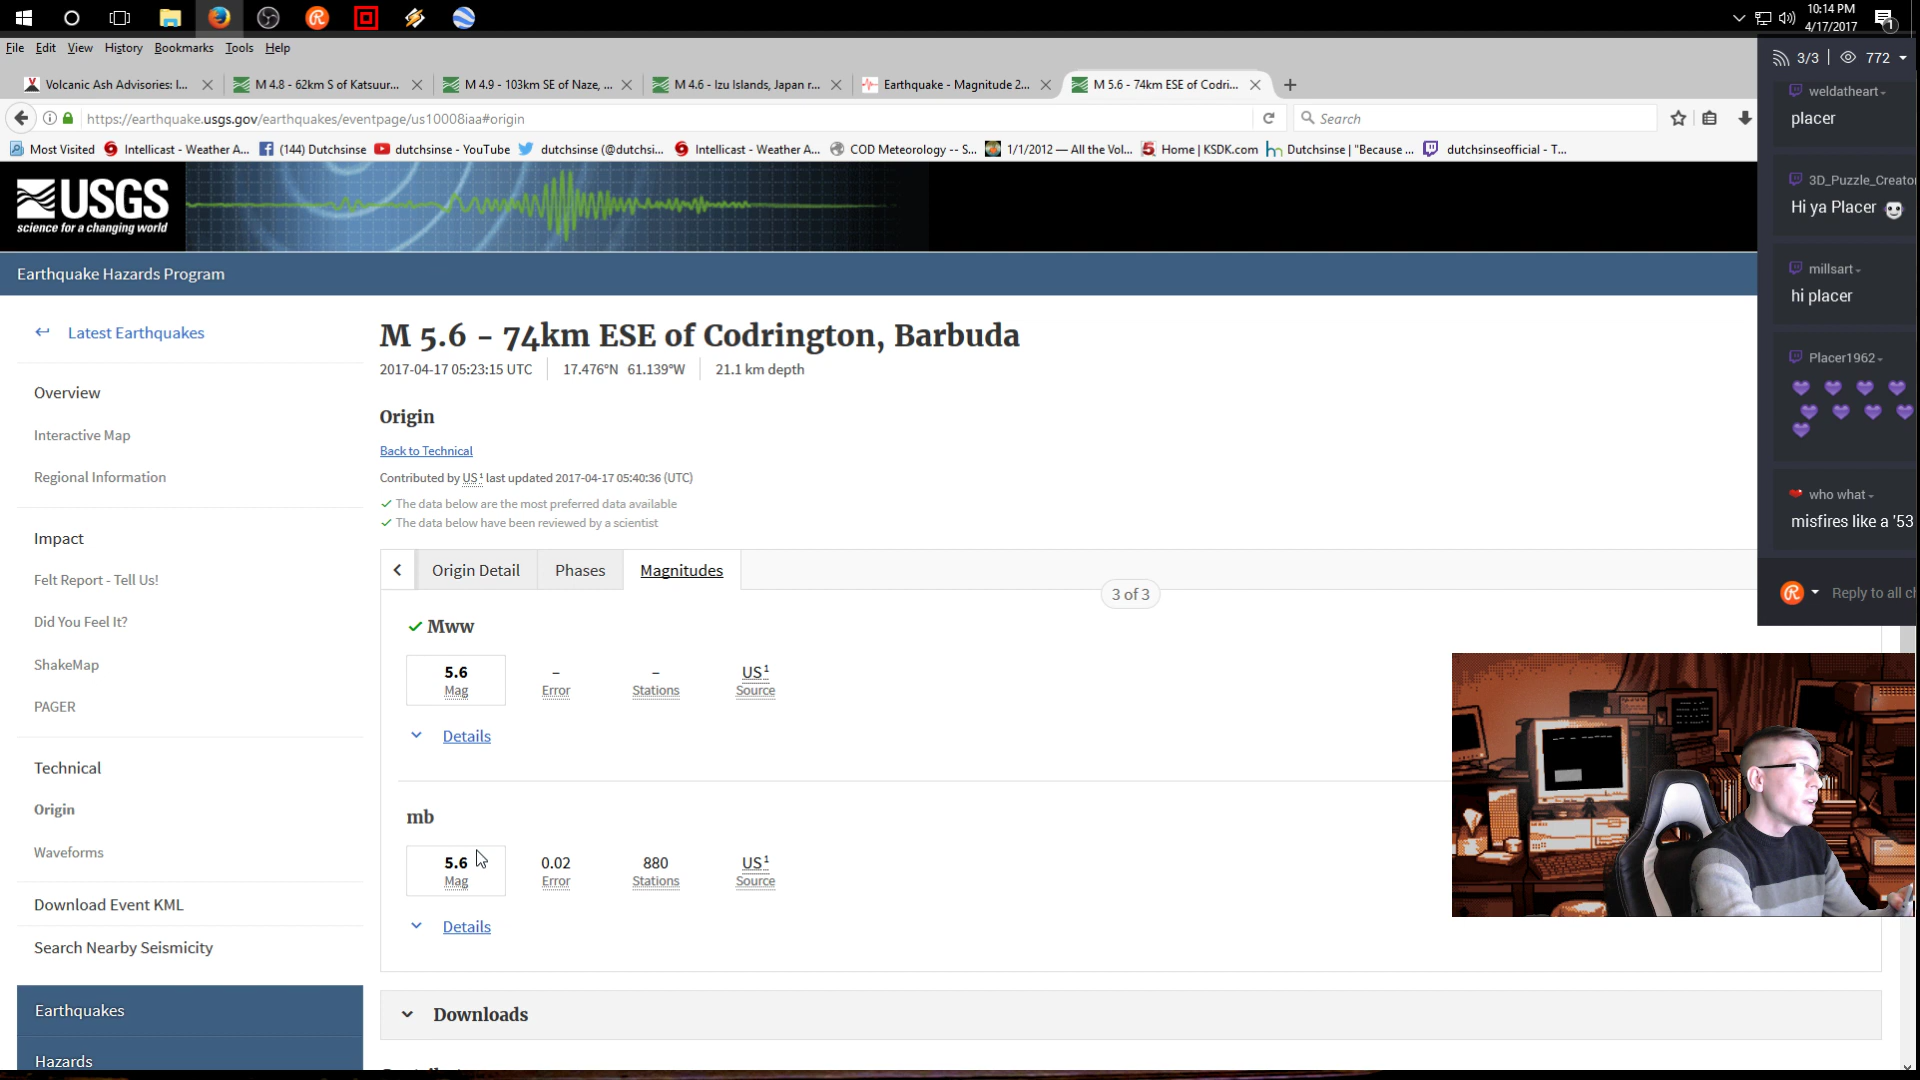 10:14 PM
4/17/2017
1
File Edit View History Bookmarks Tools Help
3/3 772
Volcanic Ash Advisories: I... M 4.8 - 62km S of Katsuur... M 4.9 - 103km SE of Naze, ... M 4.6 - Izu Islands, Japan r... Earthquake - Magnitude 2... M 5.6 - 74km ESE of Codri...
https://earthquake.usgs.gov/earthquakes/eventpage/us10008iaa#origin Search
Most Visited Intellicast - Weather A... (144) Dutchsinse dutchsinse - YouTube dutchsinse (@dutchsi... Intellicast - Weather A... COD Meteorology -- S... 1/1/2012 — All the Vol... Home | KSDK.com Dutchsinse | "Because ... dutchsinseofficial - T...
weldatheart
placer
3D_Puzzle_Creator
Hi ya Placer
millsart
hi placer
Placer1962
who what
misfires like a '53
Reply to all ch
USGS
science for a changing world
Earthquake Hazards Program
Latest Earthquakes
Overview
Interactive Map
Regional Information
Impact
Felt Report - Tell Us!
Did You Feel It?
ShakeMap
PAGER
Technical
Origin
Waveforms
Download Event KML
Search Nearby Seismicity
Earthquakes
Hazards
M 5.6 - 74km ESE of Codrington, Barbuda
2017-04-17 05:23:15 UTC 17.476°N 61.139°W 21.1 km depth
Origin
Back to Technical
Contributed by US1 last updated 2017-04-17 05:40:36 (UTC)
The data below are the most preferred data available
The data below have been reviewed by a scientist
Origin Detail Phases Magnitudes
3 of 3
Mww
5.6 – – US1
Mag Error Stations Source
Details
mb
5.6 0.02 880 US1
Mag Error Stations Source
Details
Downloads